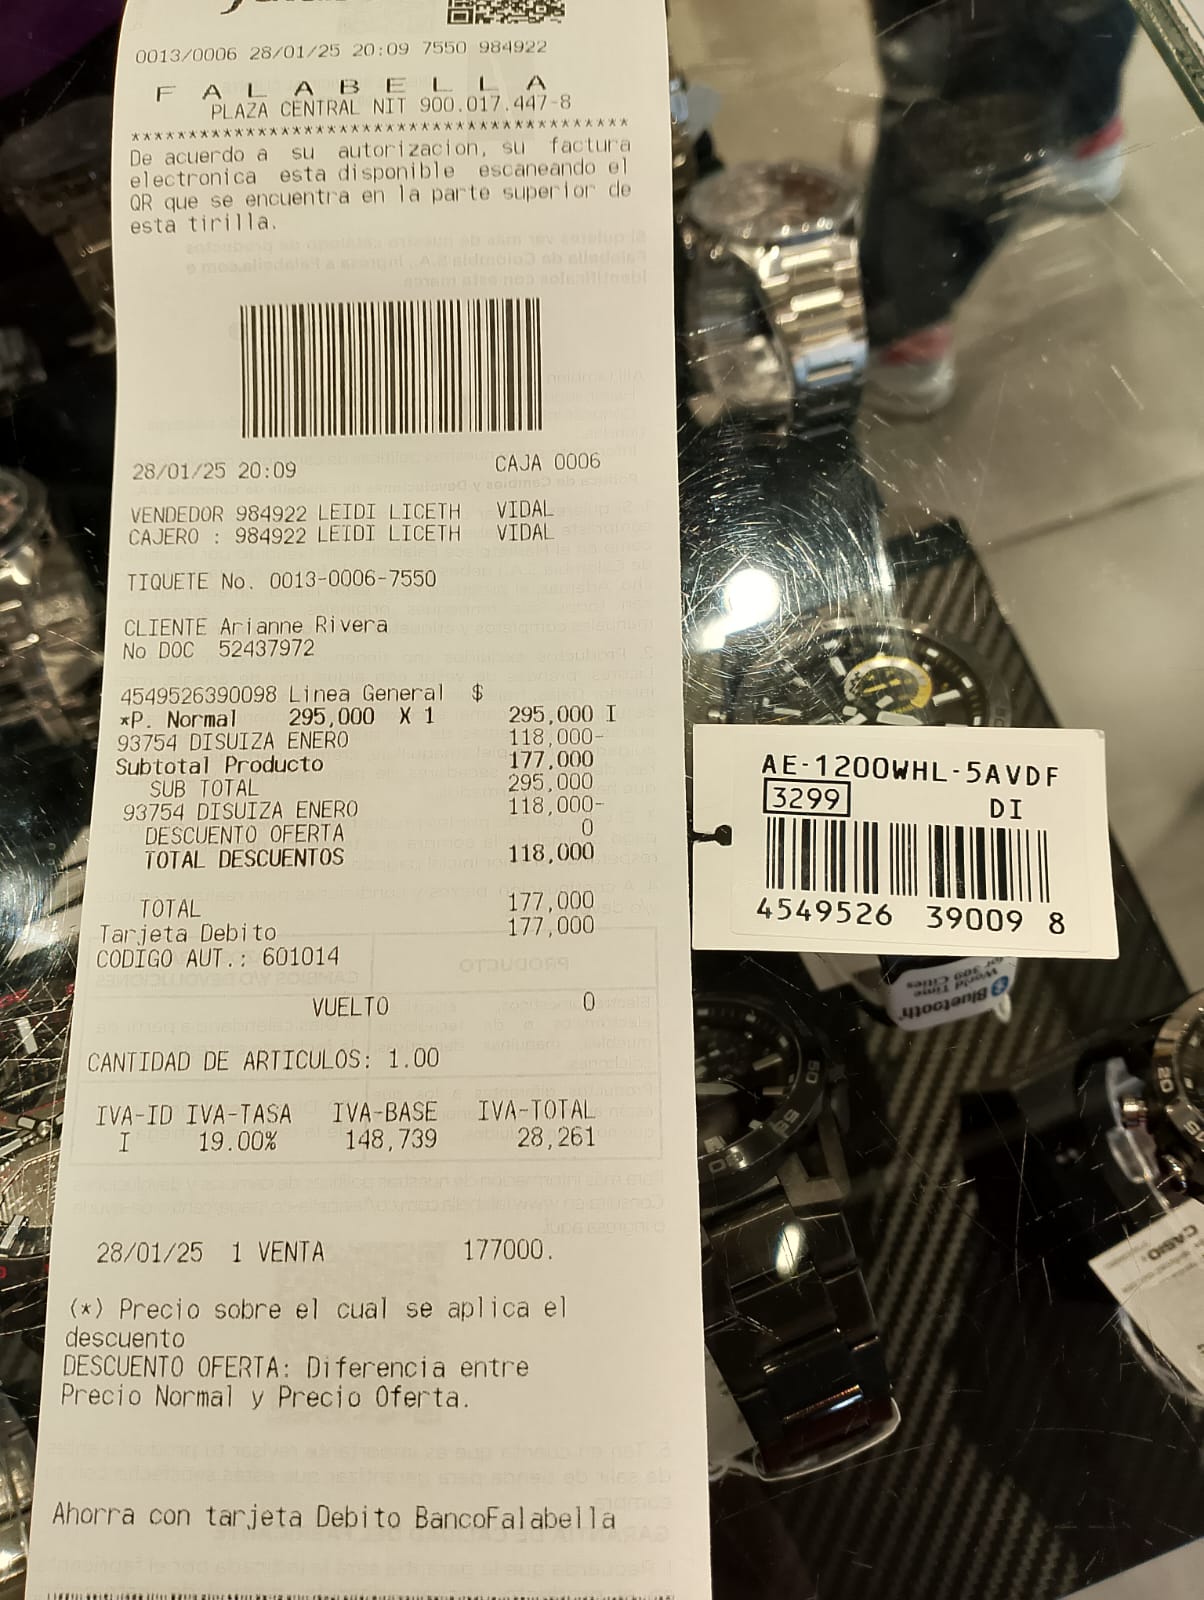 0013/0006 28/01/25 20:09 7550 984922
FALABELLA
PLAZA CENTRAL NIT 900.017.447-8
******************************************
De acuerdo a su autorizacion, su factura
electronica esta disponible escaneando el
QR que se encuentra en la parte superior de
esta tirilla.
28/01/25 20:09 CAJA 0006
VENDEDOR 984922 LEIDI LICETH VIDAL
CAJERO : 984922 LEIDI LICETH VIDAL
TIQUETE No. 0013-0006-7550
CLIENTE Arianne Rivera
No DOC 52437972
4549526390098 Linea General $
*P. Normal 295,000 X 1 295,000 I
93754 DISUIZA ENERO 118,000-
Subtotal Producto 177,000
SUB TOTAL 295,000
93754 DISUIZA ENERO 118,000-
DESCUENTO OFERTA 0
TOTAL DESCUENTOS 118,000
TOTAL 177,000
Tarjeta Debito 177,000
CODIGO AUT.: 601014
VUELTO 0
CANTIDAD DE ARTICULOS: 1.00
IVA-ID IVA-TASA IVA-BASE IVA-TOTAL
I 19.00% 148,739 28,261
28/01/25 1 VENTA 177000.
(*) Precio sobre el cual se aplica el
descuento
DESCUENTO OFERTA: Diferencia entre
Precio Normal y Precio Oferta.
Ahorra con tarjeta Debito BancoFalabella
AE-1200WHL-5AVDF
3299 DI
4549526 39009 8
Bluetooth
World Time
for 300 Cities
CASIO